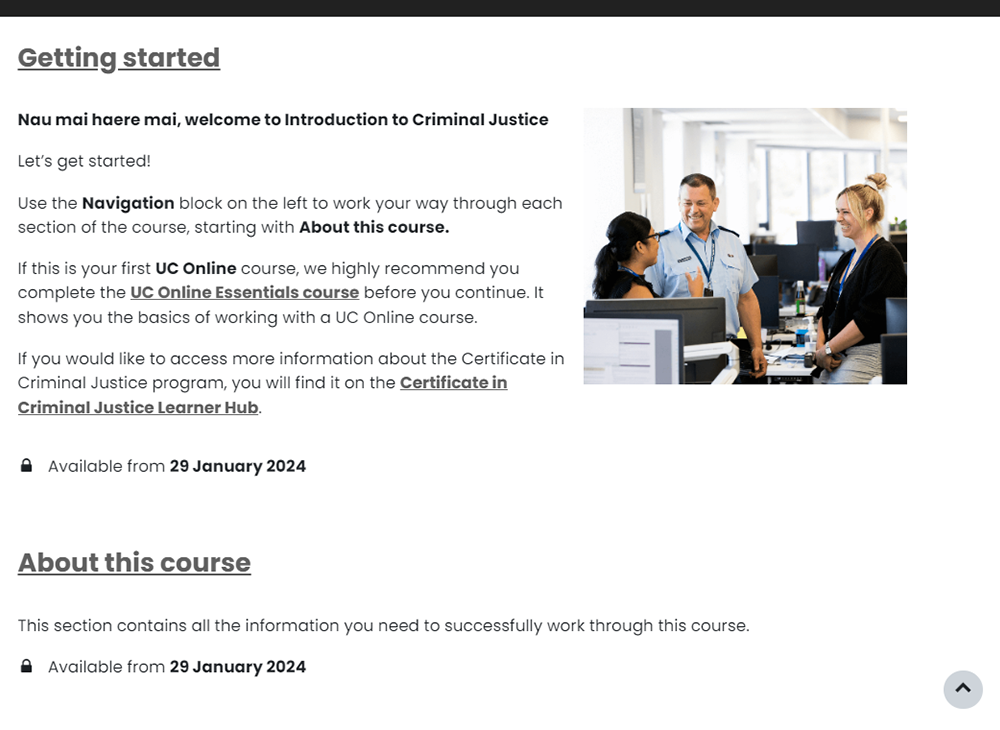 Getting started
Nau mai haere mai, welcome to Introduction to Criminal Justice
Let’s get started!
Use the Navigation block on the left to work your way through each
section of the course, starting with About this course.
If this is your first UC Online course, we highly recommend you
complete the UC Online Essentials course before you continue. It
shows you the basics of working with a UC Online course.
If you would like to access more information about the Certificate in
Criminal Justice program, you will find it on the Certificate in
Criminal Justice Learner Hub.
Available from 29 January 2024
About this course
This section contains all the information you need to successfully work through this course.
Available from 29 January 2024